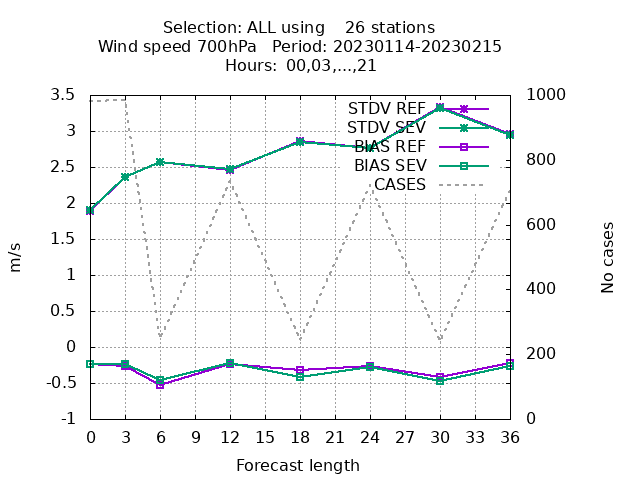 Selection: ALL using    26 stations
Wind speed 700hPa   Period: 20230114-20230215
Hours: 00,03,...,21
3.5
3
2.5
2
1.5
1
0.5
0
-0.5
-1
m/s
STDV REF
STDV SEV
BIAS REF
BIAS SEV
CASES
1000
800
600
400
200
0
No cases
0 3 6 9 12 15 18 21 24 27 30 33 36
Forecast length